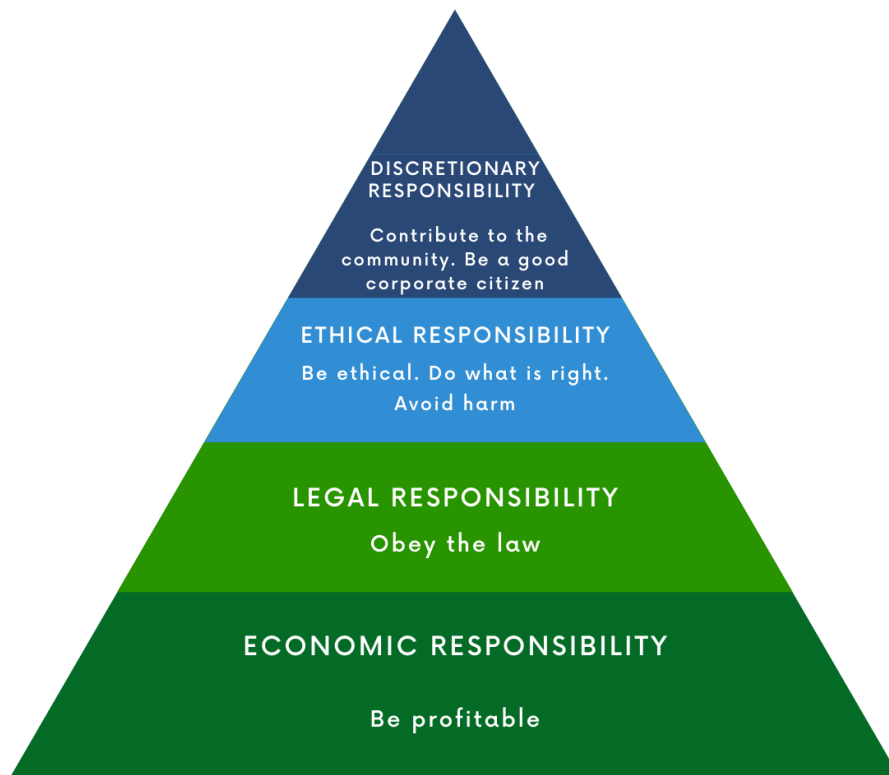 DISCRETIONARY
RESPONSIBILITY
Contribute to the
community. Be a good
corporate citizen
ETHICAL RESPONSIBILITY
Be ethical. Do what is right.
Avoid harm
LEGAL RESPONSIBILITY
Obey the law
ECONOMIC RESPONSIBILITY
Be profitable